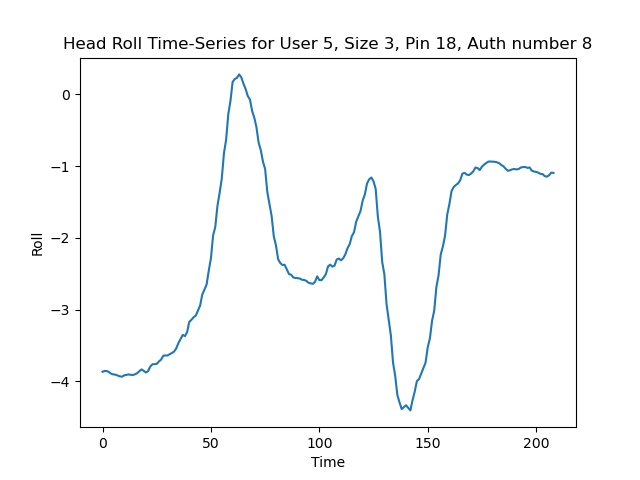 Head Roll Time-Series for User 5, Size 3, Pin 18, Auth number 8
0
−1
−2
−3
−4
Roll
0 50 100 150 200
Time